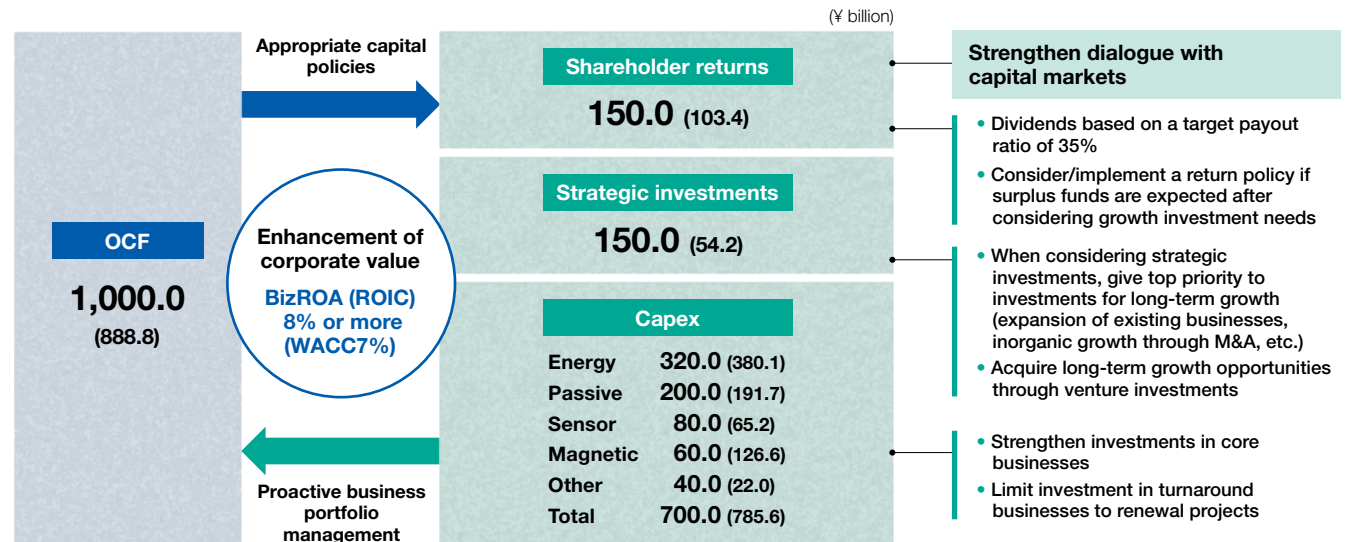 (¥ billion)
OCF
1,000.0
(888.8)
Appropriate capital
policies
Enhancement of
corporate value
BizROA (ROIC)
8% or more
(WACC7%)
Proactive business
portfolio
management
Shareholder returns
150.0 (103.4)
Strategic investments
150.0 (54.2)
Capex
Energy 320.0 (380.1)
Passive 200.0 (191.7)
Sensor 80.0 (65.2)
Magnetic 60.0 (126.6)
Other 40.0 (22.0)
Total 700.0 (785.6)
Strengthen dialogue with
capital markets
• Dividends based on a target payout
ratio of 35%
• Consider/implement a return policy if
surplus funds are expected after
considering growth investment needs
• When considering strategic
investments, give top priority to
investments for long-term growth
(expansion of existing businesses,
inorganic growth through M&A, etc.)
• Acquire long-term growth opportunities
through venture investments
• Strengthen investments in core
businesses
• Limit investment in turnaround
businesses to renewal projects